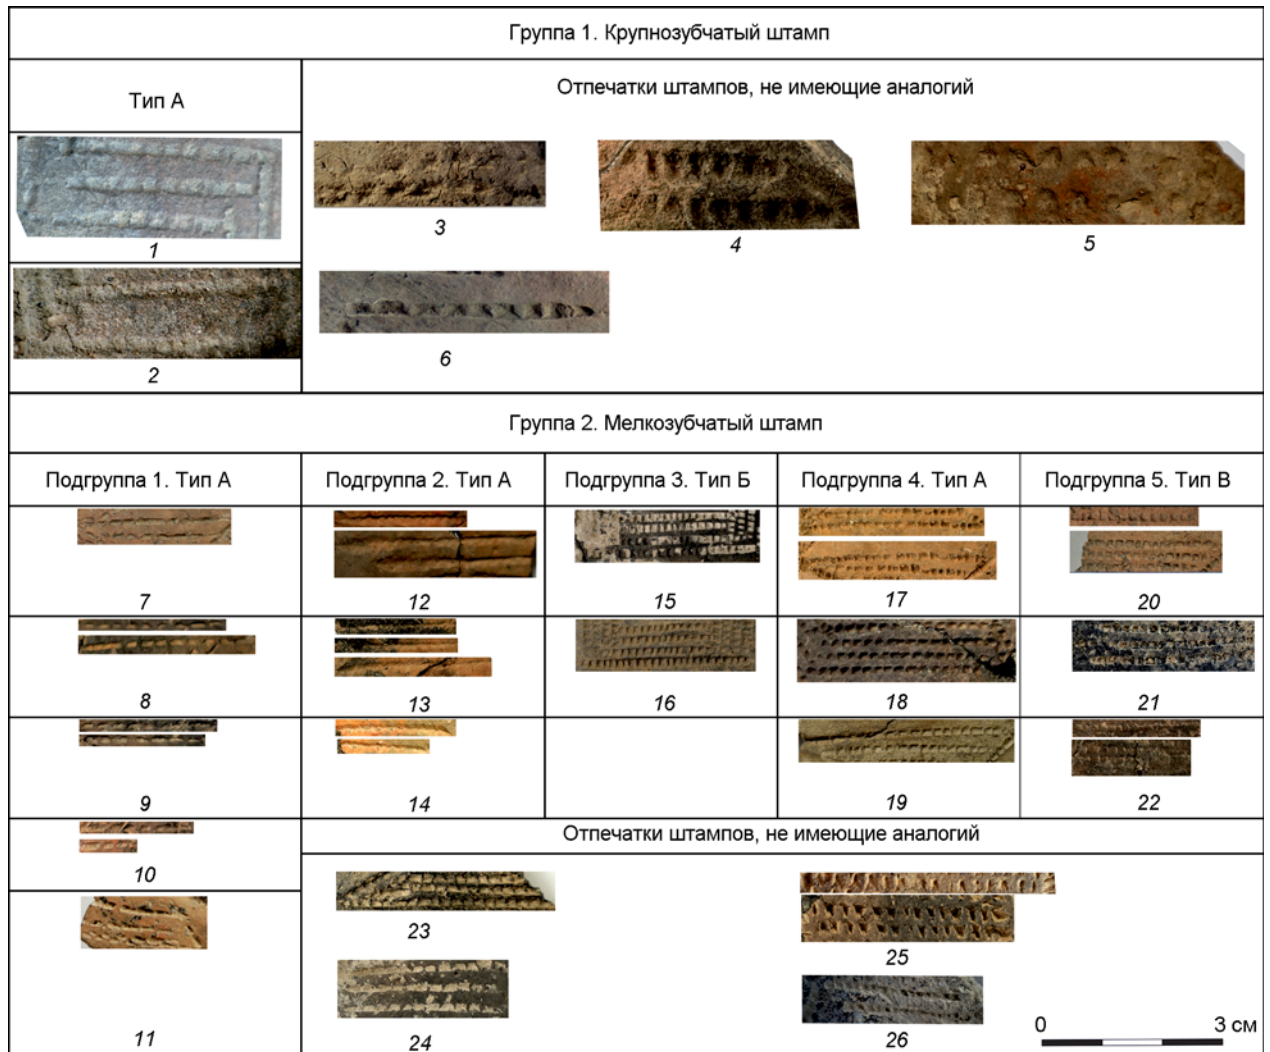 Группа 1. Крупнозубчатый штамп
Тип А
Отпечатки штампов, не имеющие аналогий
1
2
3
4
5
6
Группа 2. Мелкозубчатый штамп
Подгруппа 1. Тип А
Подгруппа 2. Тип А
Подгруппа 3. Тип Б
Подгруппа 4. Тип А
Подгруппа 5. Тип В
7
12
15
17
20
8
13
16
18
21
9
14
19
22
10
Отпечатки штампов, не имеющие аналогий
11
23
25
24
26
0 3 см